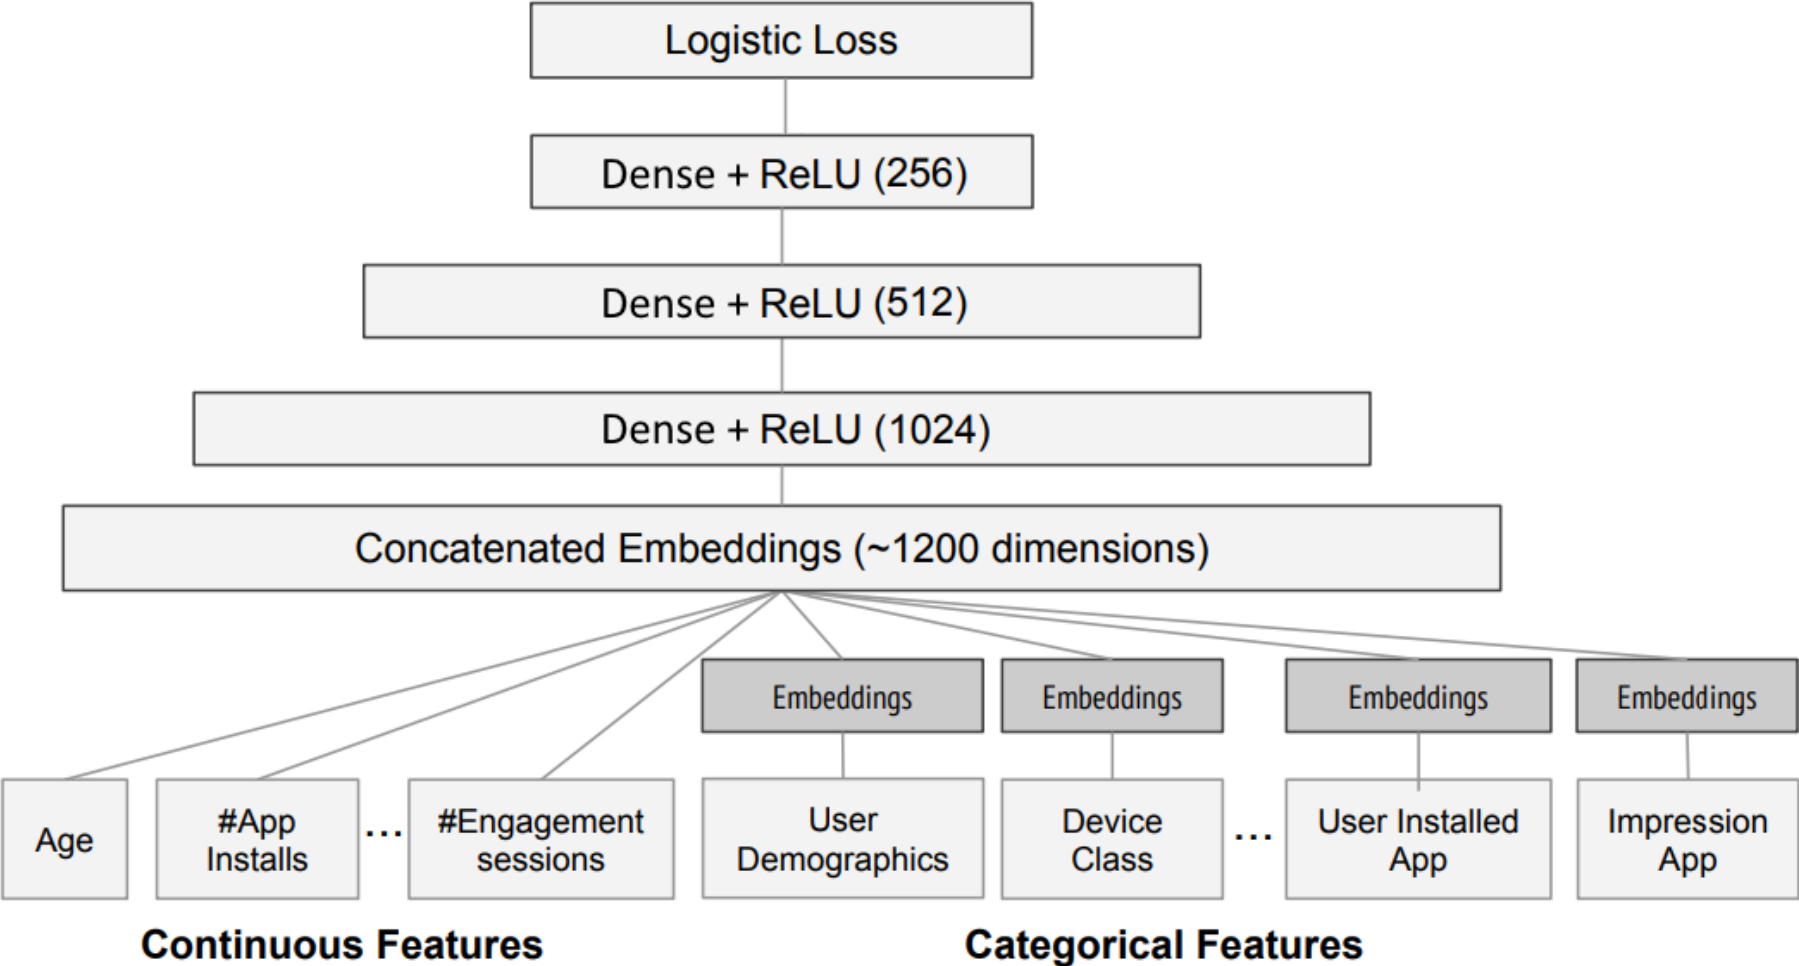 Logistic Loss
Dense + ReLU (256)
Dense + ReLU (512)
Dense + ReLU (1024)
Concatenated Embeddings (~1200 dimensions)
Embeddings
Embeddings
Embeddings
Embeddings
Age
#App
Installs
...
#Engagement
sessions
User
Demographics
Device
Class
...
User Installed
App
Impression
App
Continuous Features
Categorical Features